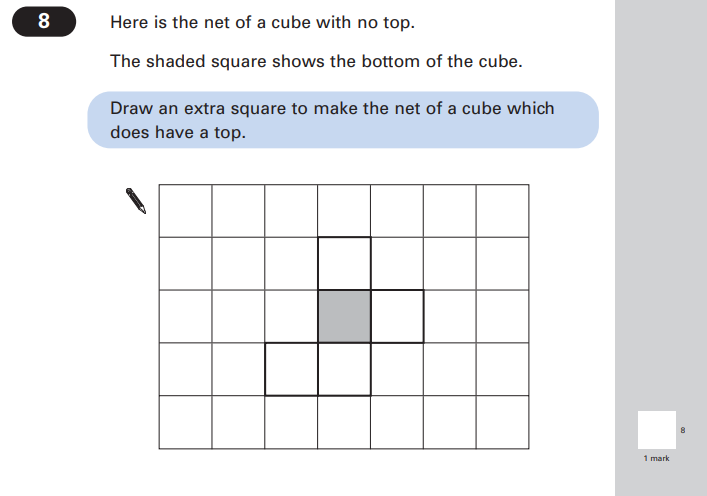 8
Here is the net of a cube with no top.
The shaded square shows the bottom of the cube.
Draw an extra square to make the net of a cube which
does have a top.
8
1 mark